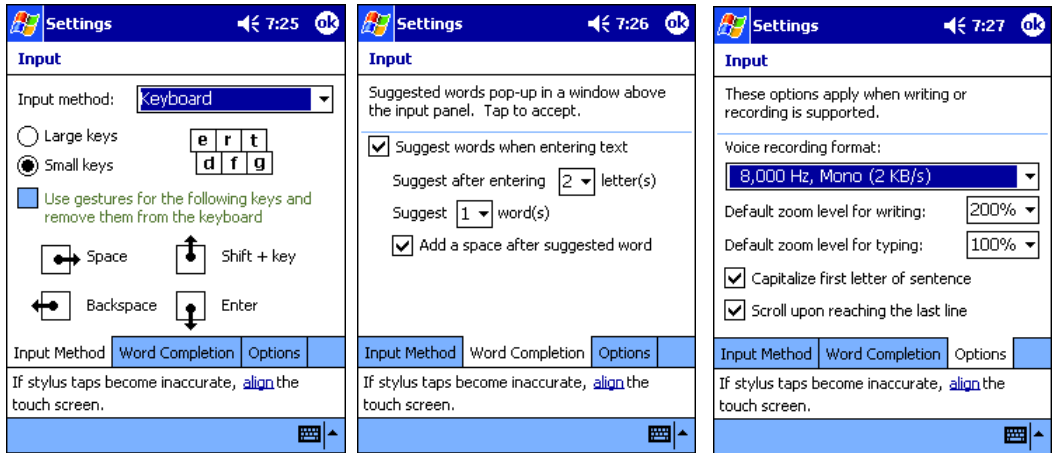 Settings 7:25 ok
Input
Input method: Keyboard
Large keys
e r t
Small keys
d f g
Use gestures for the following keys and
remove them from the keyboard
Space Shift + key
Backspace Enter
Input Method Word Completion Options
If stylus taps become inaccurate, align the
touch screen.
Settings 7:26 ok
Input
Suggested words pop-up in a window above
the input panel. Tap to accept.
Suggest words when entering text
Suggest after entering 2 letter(s)
Suggest 1 word(s)
Add a space after suggested word
Input Method Word Completion Options
If stylus taps become inaccurate, align the
touch screen.
Settings 7:27 ok
Input
These options apply when writing or
recording is supported.
Voice recording format:
8,000 Hz, Mono (2 KB/s)
Default zoom level for writing: 200%
Default zoom level for typing: 100%
Capitalize first letter of sentence
Scroll upon reaching the last line
Input Method Word Completion Options
If stylus taps become inaccurate, align the
touch screen.